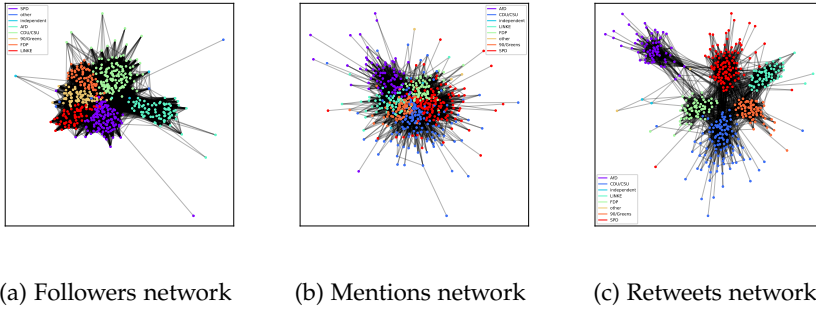 SPD
other
independent
AfD
CDU/CSU
90/Greens
FDP
LINKE
AfD
CDU/CSU
independent
LINKE
FDP
other
90/Greens
SPD
AfD
CDU/CSU
independent
LINKE
FDP
other
90/Greens
SPD
(a) Followers network
(b) Mentions network
(c) Retweets network